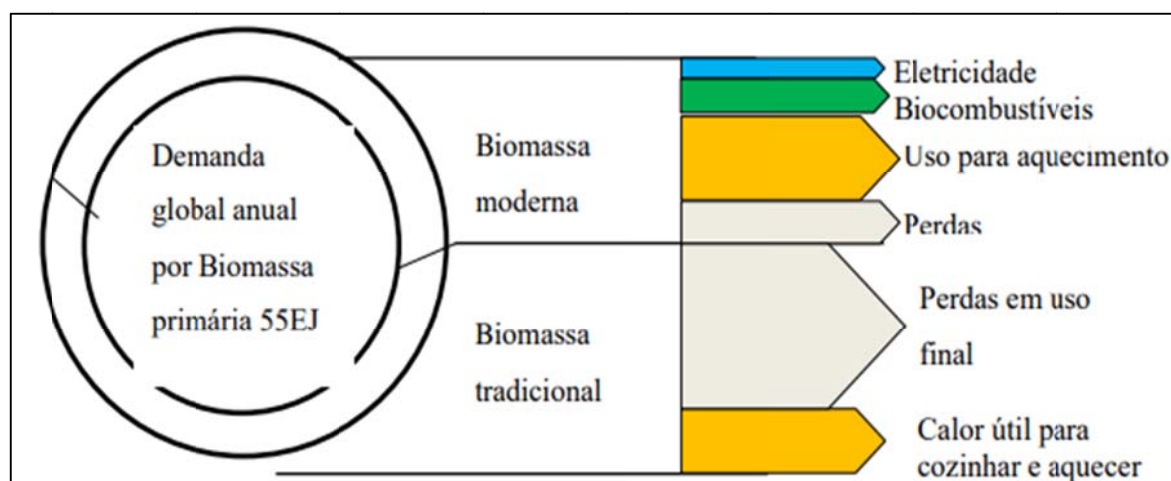 Demanda
global anual
por Biomassa
primária 55EJ
Biomassa
moderna
Biomassa
tradicional
Eletricidade
Biocombustíveis
Uso para aquecimento
Perdas
Perdas em uso
final
Calor útil para
cozinhar e aquecer